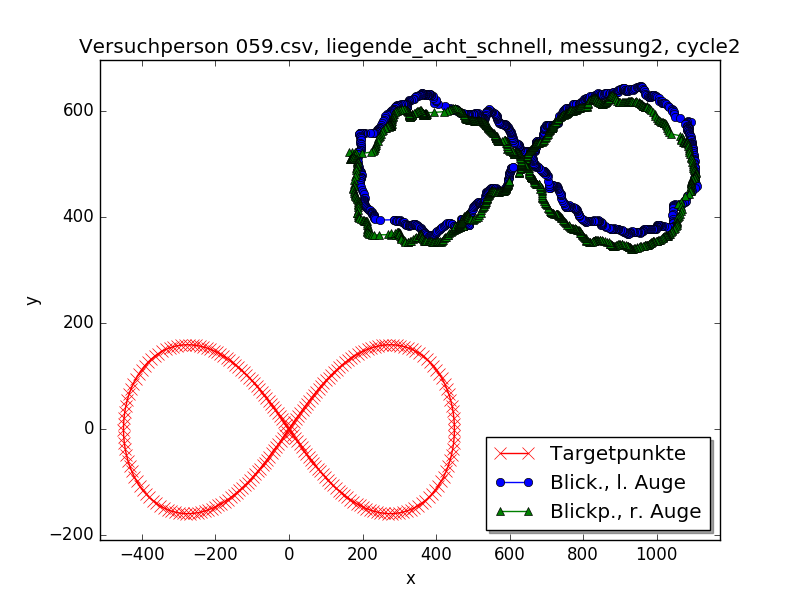 Versuchperson 059.csv, liegende_acht_schnell, messung2, cycle2
600
400
200
0
−200
y
−400
−200
0
200
400
600
800
1000
x
Targetpunkte
Blick., l. Auge
Blickp., r. Auge